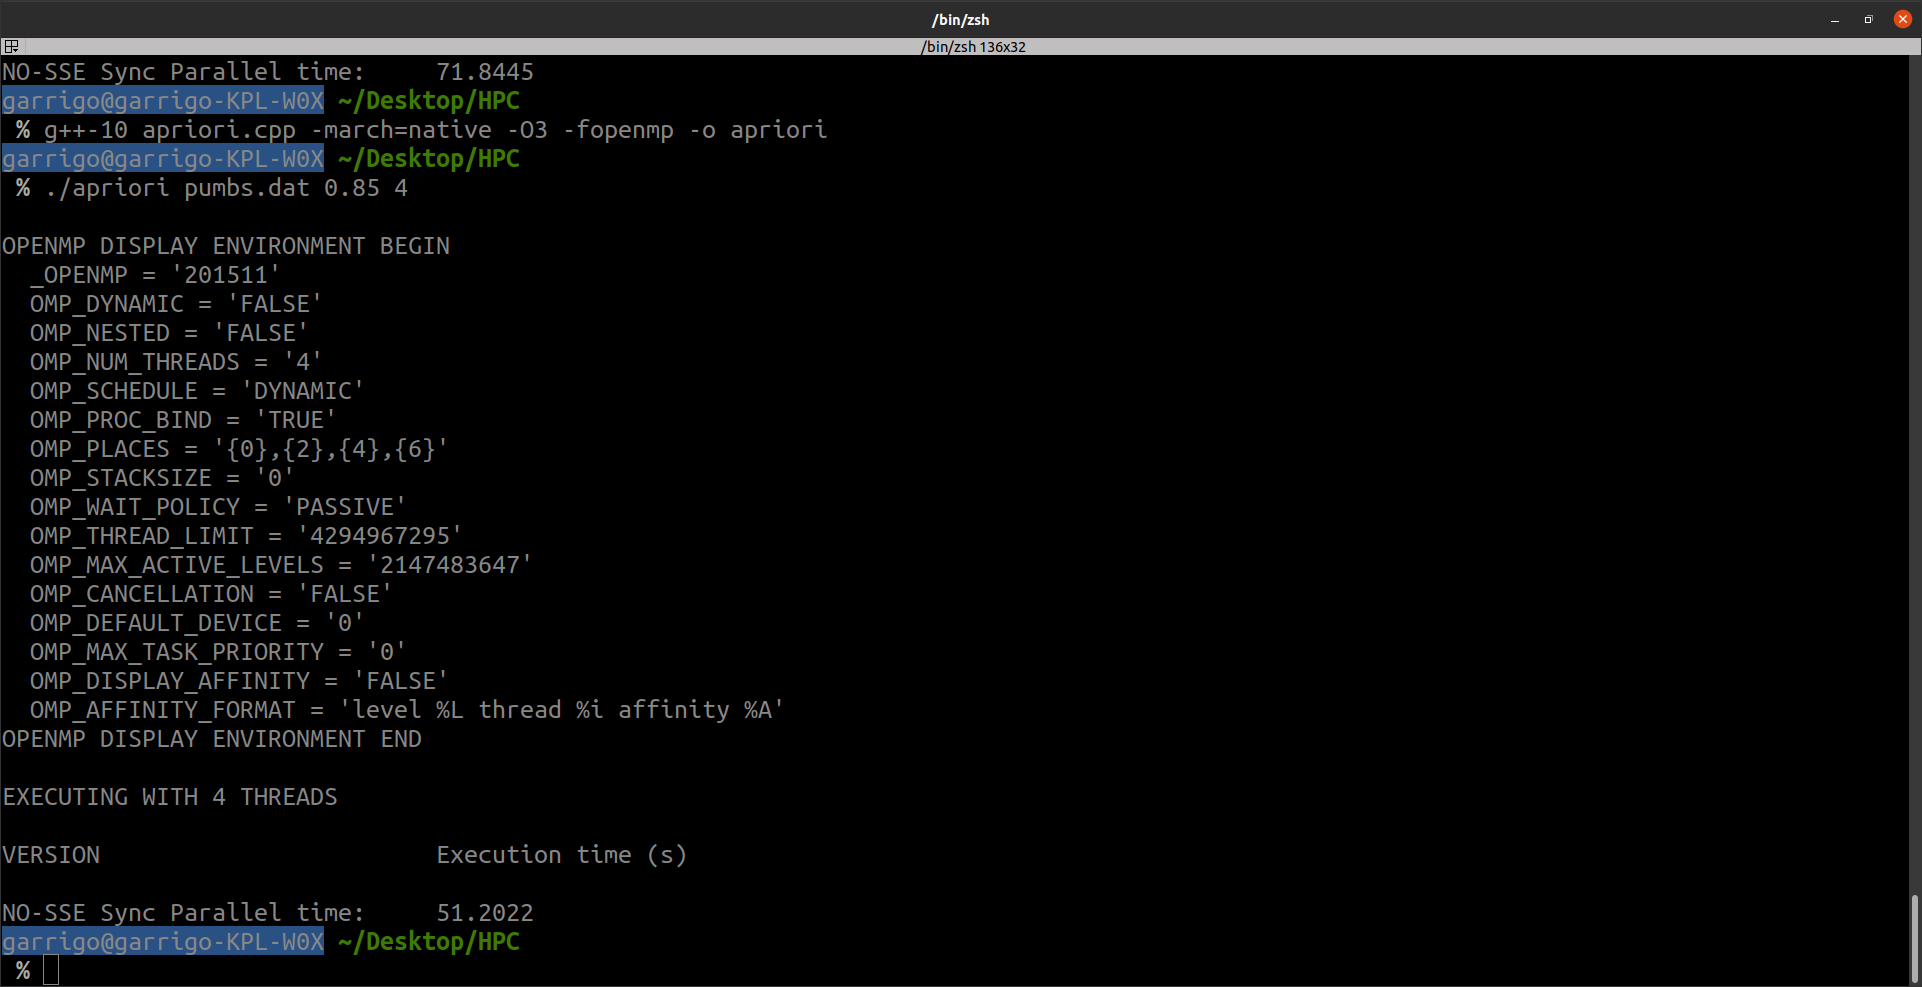 /bin/zsh
/bin/zsh 136x32
NO-SSE Sync Parallel time:     71.8445
garrigo@garrigo-KPL-W0X ~/Desktop/HPC
 % g++-10 apriori.cpp -march=native -O3 -fopenmp -o apriori
garrigo@garrigo-KPL-W0X ~/Desktop/HPC
 % ./apriori pumbs.dat 0.85 4
OPENMP DISPLAY ENVIRONMENT BEGIN
  _OPENMP = '201511'
  OMP_DYNAMIC = 'FALSE'
  OMP_NESTED = 'FALSE'
  OMP_NUM_THREADS = '4'
  OMP_SCHEDULE = 'DYNAMIC'
  OMP_PROC_BIND = 'TRUE'
  OMP_PLACES = '{0},{2},{4},{6}'
  OMP_STACKSIZE = '0'
  OMP_WAIT_POLICY = 'PASSIVE'
  OMP_THREAD_LIMIT = '4294967295'
  OMP_MAX_ACTIVE_LEVELS = '2147483647'
  OMP_CANCELLATION = 'FALSE'
  OMP_DEFAULT_DEVICE = '0'
  OMP_MAX_TASK_PRIORITY = '0'
  OMP_DISPLAY_AFFINITY = 'FALSE'
  OMP_AFFINITY_FORMAT = 'level %L thread %i affinity %A'
OPENMP DISPLAY ENVIRONMENT END
EXECUTING WITH 4 THREADS
VERSION                        Execution time (s)
NO-SSE Sync Parallel time:     51.2022
garrigo@garrigo-KPL-W0X ~/Desktop/HPC
 %